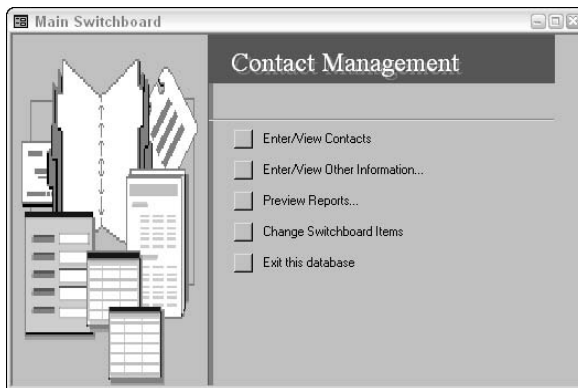 Main Switchboard
Contact Management
Enter/View Contacts
Enter/View Other Information...
Preview Reports...
Change Switchboard Items
Exit this database